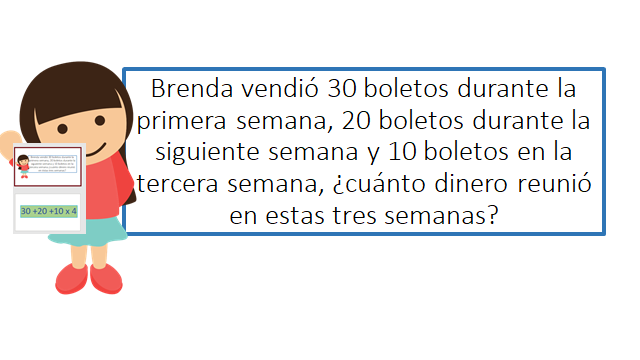 Brenda vendió 30 boletos durante la
primera semana, 20 boletos durante la
siguiente semana y 10 boletos en la
tercera semana, ¿cuánto dinero reunió
en estas tres semanas?
30 +20 +10 x 4